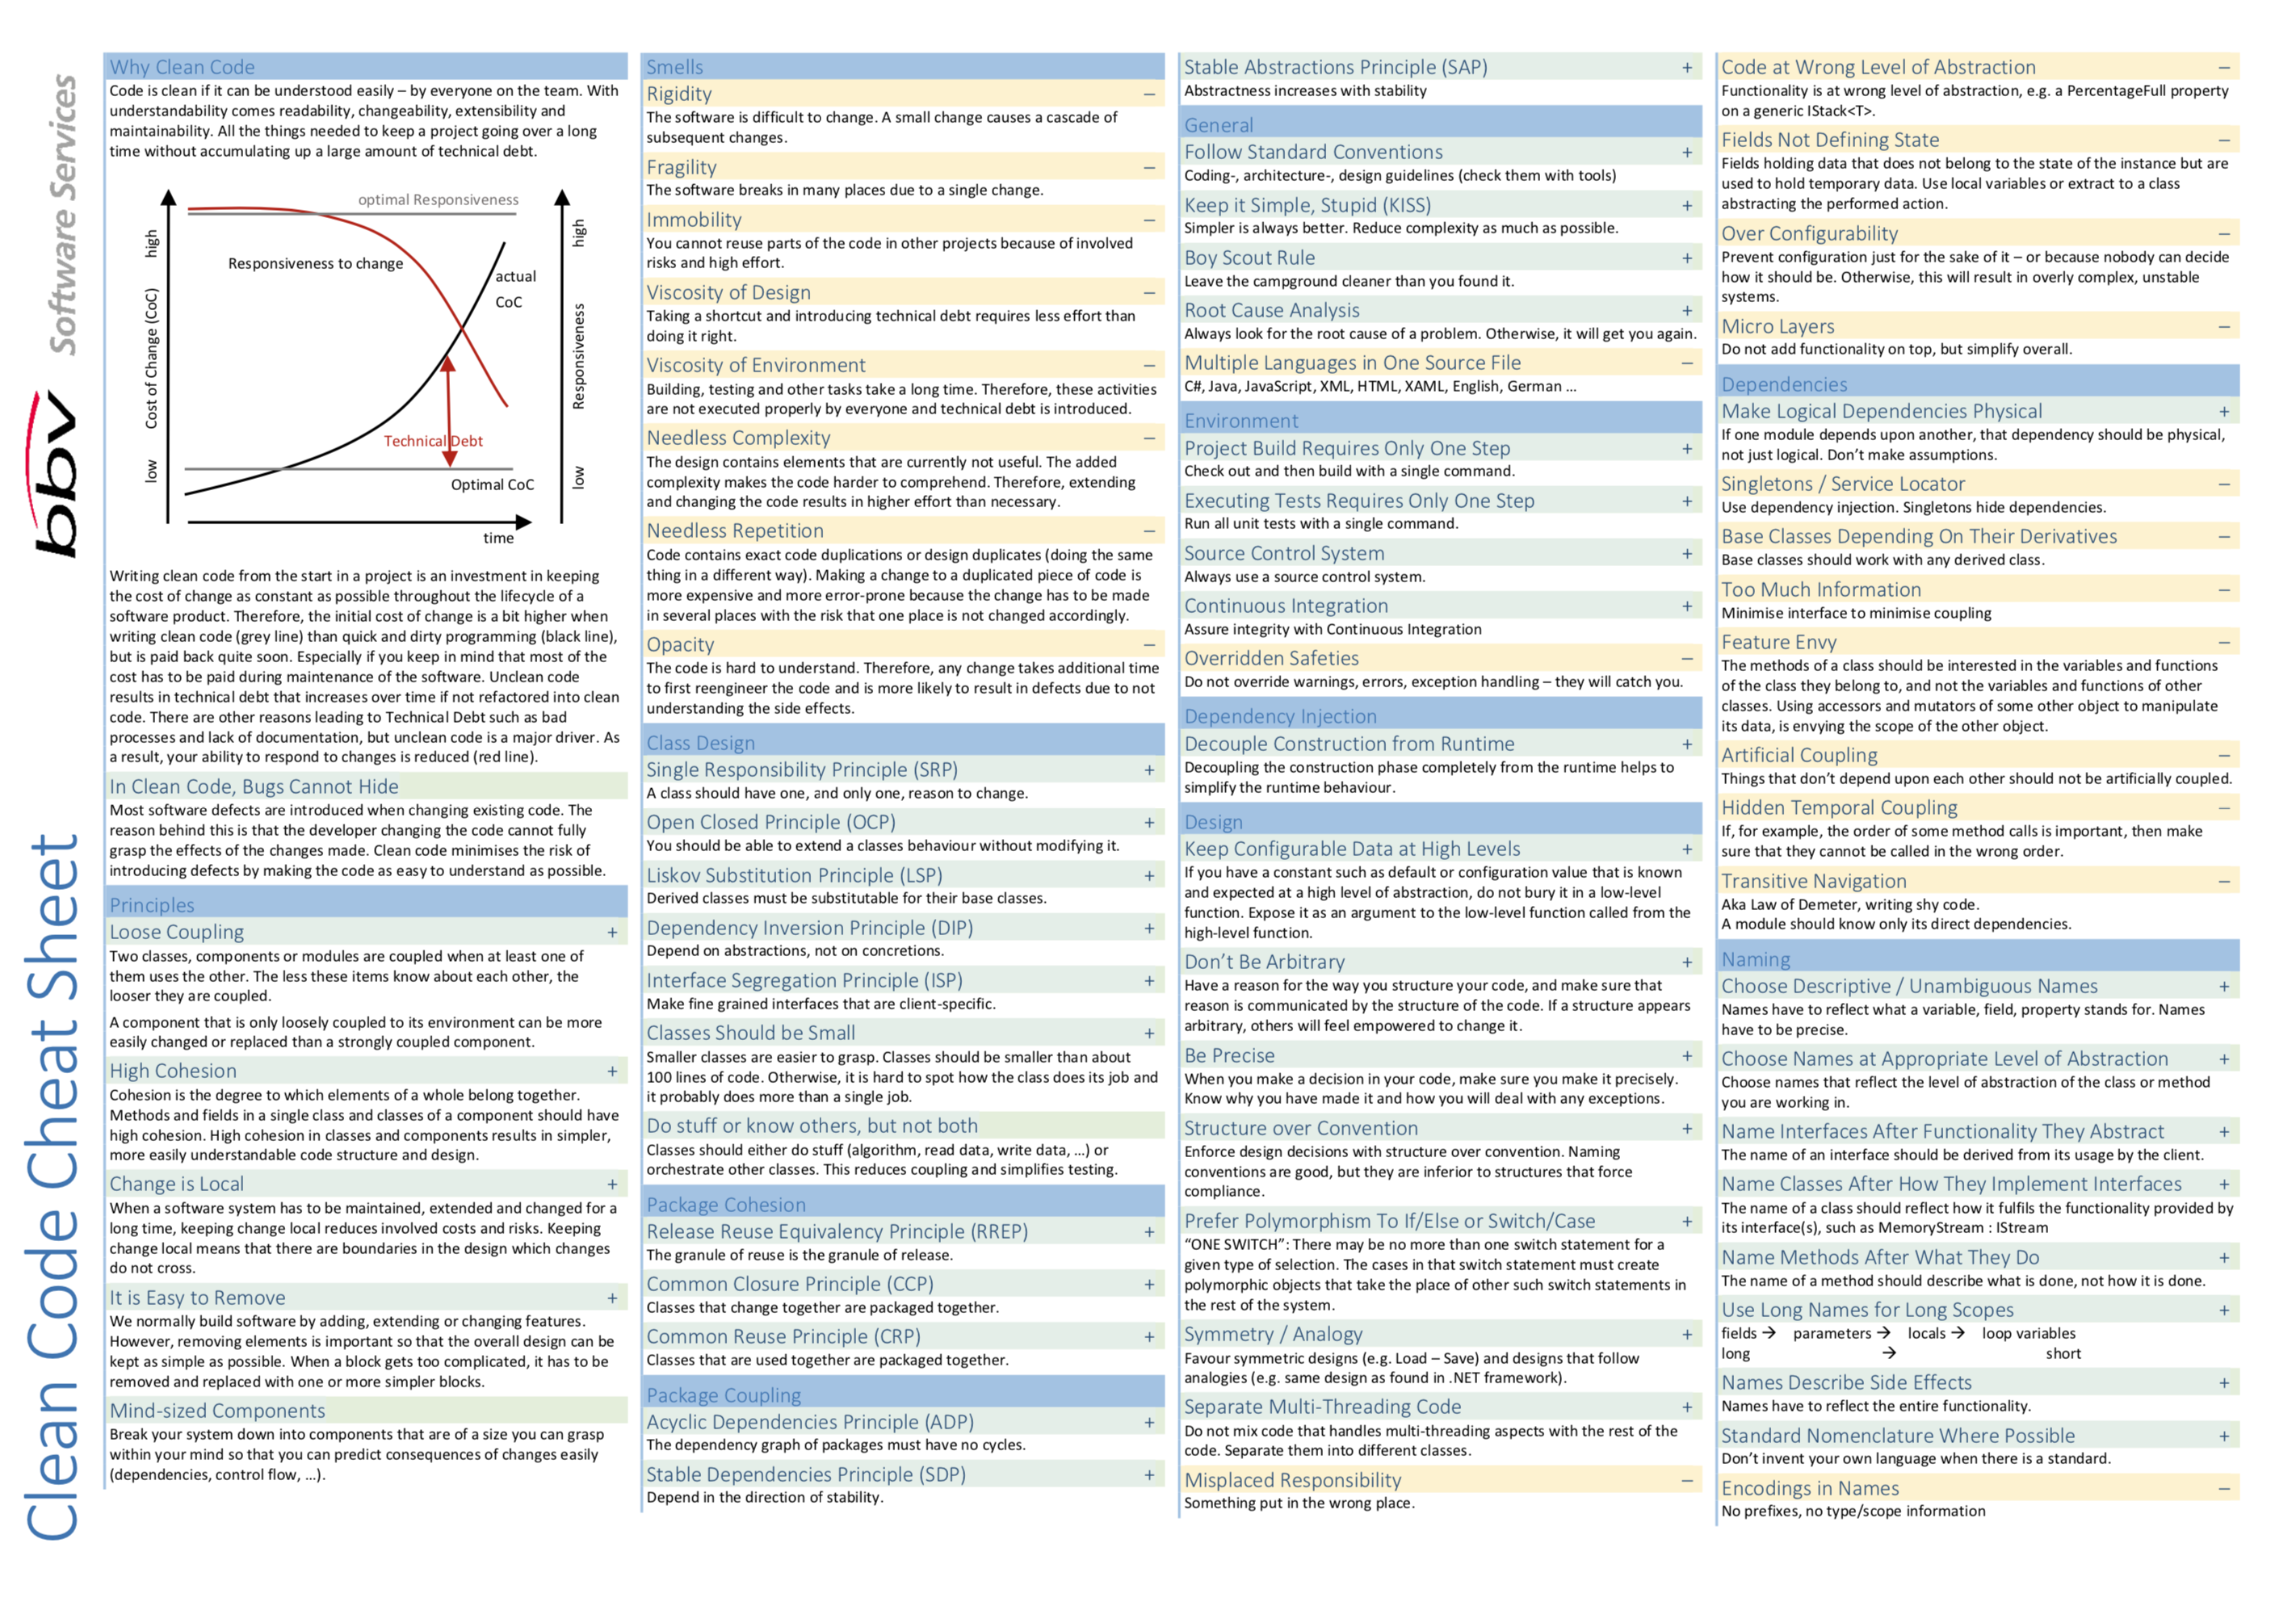 Clean Code Cheat Sheet
bbv Software Services
Why Clean Code
Code is clean if it can be understood easily – by everyone on the team. With
understandability comes readability, changeability, extensibility and
maintainability. All the things needed to keep a project going over a long
time without accumulating up a large amount of technical debt.
optimal Responsiveness
high
high
Responsiveness to change
actual
CoC
Cost of Change (CoC)
Responsiveness
Technical Debt
low
low
Optimal CoC
time
Writing clean code from the start in a project is an investment in keeping
the cost of change as constant as possible throughout the lifecycle of a
software product. Therefore, the initial cost of change is a bit higher when
writing clean code (grey line) than quick and dirty programming (black line),
but is paid back quite soon. Especially if you keep in mind that most of the
cost has to be paid during maintenance of the software. Unclean code
results in technical debt that increases over time if not refactored into clean
code. There are other reasons leading to Technical Debt such as bad
processes and lack of documentation, but unclean code is a major driver. As
a result, your ability to respond to changes is reduced (red line).
In Clean Code, Bugs Cannot Hide
Most software defects are introduced when changing existing code. The
reason behind this is that the developer changing the code cannot fully
grasp the effects of the changes made. Clean code minimises the risk of
introducing defects by making the code as easy to understand as possible.
Principles
Loose Coupling +
Two classes, components or modules are coupled when at least one of
them uses the other. The less these items know about each other, the
looser they are coupled.
A component that is only loosely coupled to its environment can be more
easily changed or replaced than a strongly coupled component.
High Cohesion +
Cohesion is the degree to which elements of a whole belong together.
Methods and fields in a single class and classes of a component should have
high cohesion. High cohesion in classes and components results in simpler,
more easily understandable code structure and design.
Change is Local +
When a software system has to be maintained, extended and changed for a
long time, keeping change local reduces involved costs and risks. Keeping
change local means that there are boundaries in the design which changes
do not cross.
It is Easy to Remove +
We normally build software by adding, extending or changing features.
However, removing elements is important so that the overall design can be
kept as simple as possible. When a block gets too complicated, it has to be
removed and replaced with one or more simpler blocks.
Mind-sized Components
Break your system down into components that are of a size you can grasp
within your mind so that you can predict consequences of changes easily
(dependencies, control flow, …).
Smells
Rigidity –
The software is difficult to change. A small change causes a cascade of
subsequent changes.
Fragility –
The software breaks in many places due to a single change.
Immobility –
You cannot reuse parts of the code in other projects because of involved
risks and high effort.
Viscosity of Design –
Taking a shortcut and introducing technical debt requires less effort than
doing it right.
Viscosity of Environment –
Building, testing and other tasks take a long time. Therefore, these activities
are not executed properly by everyone and technical debt is introduced.
Needless Complexity –
The design contains elements that are currently not useful. The added
complexity makes the code harder to comprehend. Therefore, extending
and changing the code results in higher effort than necessary.
Needless Repetition –
Code contains exact code duplications or design duplicates (doing the same
thing in a different way). Making a change to a duplicated piece of code is
more expensive and more error-prone because the change has to be made
in several places with the risk that one place is not changed accordingly.
Opacity –
The code is hard to understand. Therefore, any change takes additional time
to first reengineer the code and is more likely to result in defects due to not
understanding the side effects.
Class Design
Single Responsibility Principle (SRP) +
A class should have one, and only one, reason to change.
Open Closed Principle (OCP) +
You should be able to extend a classes behaviour without modifying it.
Liskov Substitution Principle (LSP) +
Derived classes must be substitutable for their base classes.
Dependency Inversion Principle (DIP) +
Depend on abstractions, not on concretions.
Interface Segregation Principle (ISP) +
Make fine grained interfaces that are client-specific.
Classes Should be Small +
Smaller classes are easier to grasp. Classes should be smaller than about
100 lines of code. Otherwise, it is hard to spot how the class does its job and
it probably does more than a single job.
Do stuff or know others, but not both
Classes should either do stuff (algorithm, read data, write data, …) or
orchestrate other classes. This reduces coupling and simplifies testing.
Package Cohesion
Release Reuse Equivalency Principle (RREP) +
The granule of reuse is the granule of release.
Common Closure Principle (CCP) +
Classes that change together are packaged together.
Common Reuse Principle (CRP) +
Classes that are used together are packaged together.
Package Coupling
Acyclic Dependencies Principle (ADP) +
The dependency graph of packages must have no cycles.
Stable Dependencies Principle (SDP) +
Depend in the direction of stability.
Stable Abstractions Principle (SAP) +
Abstractness increases with stability
General
Follow Standard Conventions +
Coding-, architecture-, design guidelines (check them with tools)
Keep it Simple, Stupid (KISS) +
Simpler is always better. Reduce complexity as much as possible.
Boy Scout Rule +
Leave the campground cleaner than you found it.
Root Cause Analysis +
Always look for the root cause of a problem. Otherwise, it will get you again.
Multiple Languages in One Source File –
C#, Java, JavaScript, XML, HTML, XAML, English, German …
Environment
Project Build Requires Only One Step +
Check out and then build with a single command.
Executing Tests Requires Only One Step +
Run all unit tests with a single command.
Source Control System +
Always use a source control system.
Continuous Integration +
Assure integrity with Continuous Integration
Overridden Safeties –
Do not override warnings, errors, exception handling – they will catch you.
Dependency Injection
Decouple Construction from Runtime +
Decoupling the construction phase completely from the runtime helps to
simplify the runtime behaviour.
Design
Keep Configurable Data at High Levels +
If you have a constant such as default or configuration value that is known
and expected at a high level of abstraction, do not bury it in a low-level
function. Expose it as an argument to the low-level function called from the
high-level function.
Don’t Be Arbitrary +
Have a reason for the way you structure your code, and make sure that
reason is communicated by the structure of the code. If a structure appears
arbitrary, others will feel empowered to change it.
Be Precise +
When you make a decision in your code, make sure you make it precisely.
Know why you have made it and how you will deal with any exceptions.
Structure over Convention +
Enforce design decisions with structure over convention. Naming
conventions are good, but they are inferior to structures that force
compliance.
Prefer Polymorphism To If/Else or Switch/Case +
“ONE SWITCH”: There may be no more than one switch statement for a
given type of selection. The cases in that switch statement must create
polymorphic objects that take the place of other such switch statements in
the rest of the system.
Symmetry / Analogy +
Favour symmetric designs (e.g. Load – Save) and designs that follow
analogies (e.g. same design as found in .NET framework).
Separate Multi-Threading Code +
Do not mix code that handles multi-threading aspects with the rest of the
code. Separate them into different classes.
Misplaced Responsibility –
Something put in the wrong place.
Code at Wrong Level of Abstraction –
Functionality is at wrong level of abstraction, e.g. a PercentageFull property
on a generic IStack<T>.
Fields Not Defining State –
Fields holding data that does not belong to the state of the instance but are
used to hold temporary data. Use local variables or extract to a class
abstracting the performed action.
Over Configurability –
Prevent configuration just for the sake of it – or because nobody can decide
how it should be. Otherwise, this will result in overly complex, unstable
systems.
Micro Layers –
Do not add functionality on top, but simplify overall.
Dependencies
Make Logical Dependencies Physical +
If one module depends upon another, that dependency should be physical,
not just logical. Don’t make assumptions.
Singletons / Service Locator –
Use dependency injection. Singletons hide dependencies.
Base Classes Depending On Their Derivatives –
Base classes should work with any derived class.
Too Much Information –
Minimise interface to minimise coupling
Feature Envy –
The methods of a class should be interested in the variables and functions
of the class they belong to, and not the variables and functions of other
classes. Using accessors and mutators of some other object to manipulate
its data, is envying the scope of the other object.
Artificial Coupling –
Things that don’t depend upon each other should not be artificially coupled.
Hidden Temporal Coupling –
If, for example, the order of some method calls is important, then make
sure that they cannot be called in the wrong order.
Transitive Navigation –
Aka Law of Demeter, writing shy code.
A module should know only its direct dependencies.
Naming
Choose Descriptive / Unambiguous Names +
Names have to reflect what a variable, field, property stands for. Names
have to be precise.
Choose Names at Appropriate Level of Abstraction +
Choose names that reflect the level of abstraction of the class or method
you are working in.
Name Interfaces After Functionality They Abstract +
The name of an interface should be derived from its usage by the client.
Name Classes After How They Implement Interfaces +
The name of a class should reflect how it fulfils the functionality provided by
its interface(s), such as MemoryStream : IStream
Name Methods After What They Do +
The name of a method should describe what is done, not how it is done.
Use Long Names for Long Scopes +
fields → parameters → locals → loop variables
long → short
Names Describe Side Effects +
Names have to reflect the entire functionality.
Standard Nomenclature Where Possible +
Don’t invent your own language when there is a standard.
Encodings in Names –
No prefixes, no type/scope information